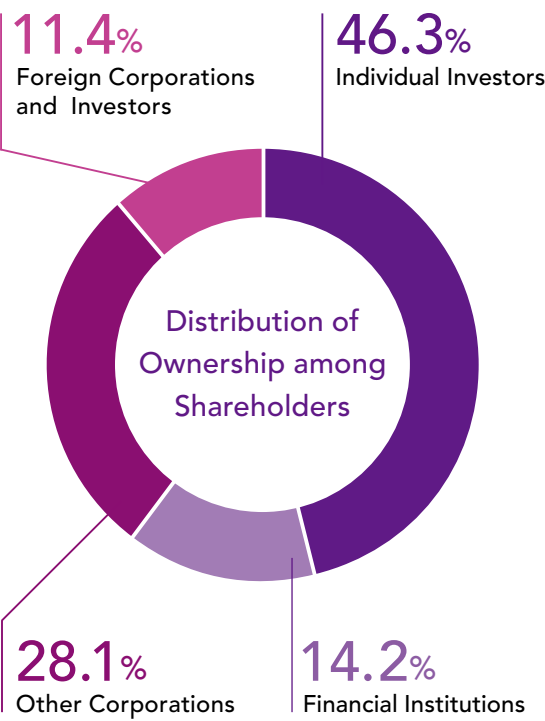 11.4%
Foreign Corporations
and Investors
46.3%
Individual Investors
Distribution of
Ownership among
Shareholders
28.1%
Other Corporations
14.2%
Financial Institutions